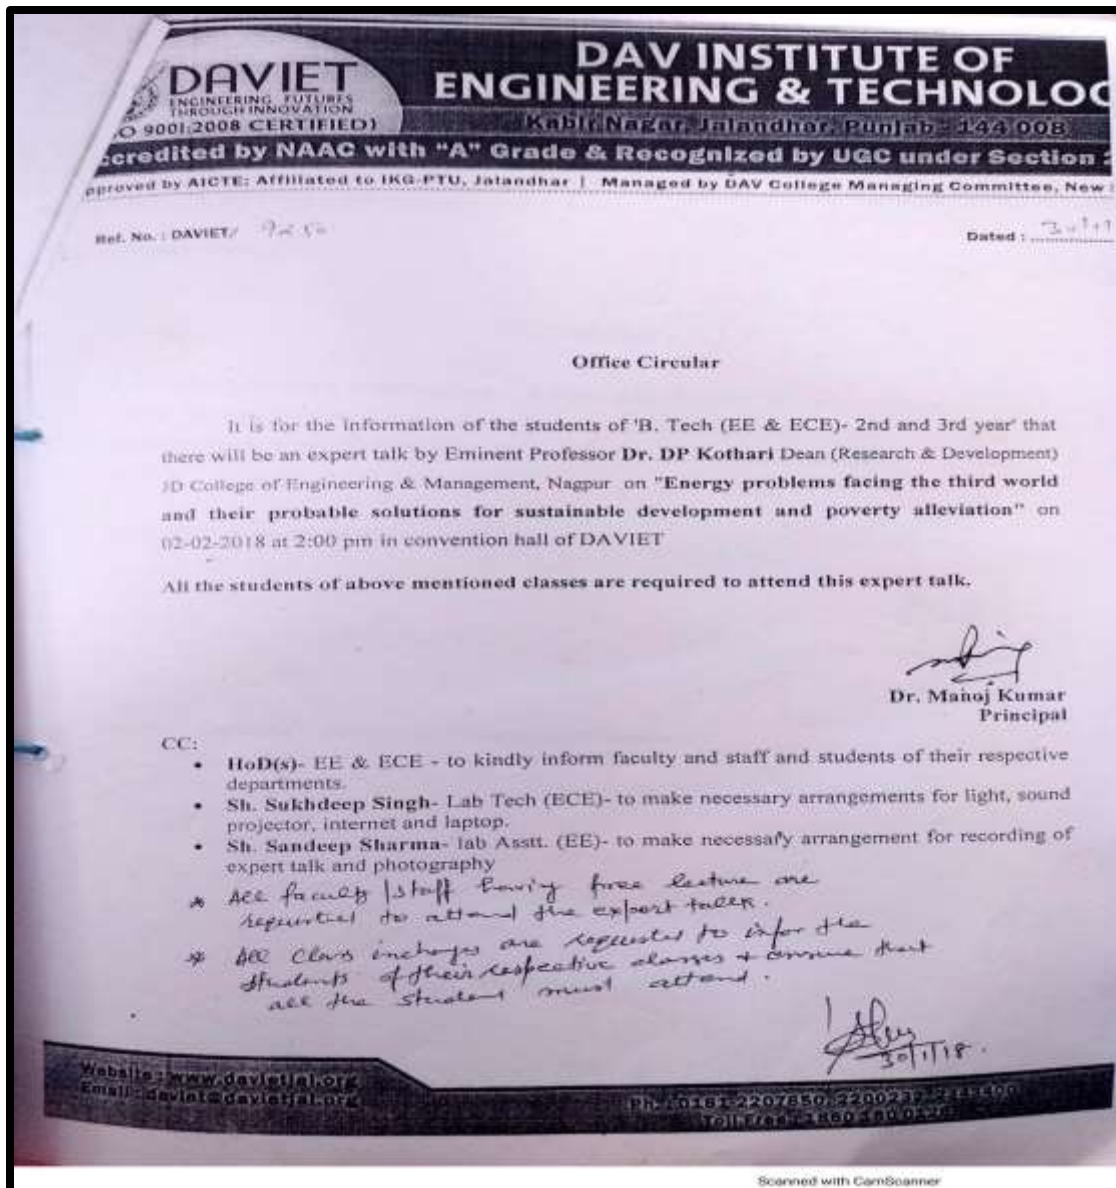 DAVIET
ENGINEERING FUTURES
THROUGH INNOVATION
O 9001:2008 CERTIFIED)
DAV INSTITUTE OF
ENGINEERING & TECHNOLOG
Kabir Nagar, Jalandhar, Punjab - 144 008
ccredited by NAAC with "A" Grade & Recognized by UGC under Section
pproved by AICTE: Affiliated to IKG-PTU, Jalandhar | Managed by DAV College Managing Committee, New
Ref. No. : DAVIET/
Dated :
Office Circular
It is for the information of the students of 'B. Tech (EE & ECE)- 2nd and 3rd year' that
there will be an expert talk by Eminent Professor Dr. DP Kothari Dean (Research & Development)
JD College of Engineering & Management, Nagpur on "Energy problems facing the third world
and their probable solutions for sustainable development and poverty alleviation" on
02-02-2018 at 2:00 pm in convention hall of DAVIET
All the students of above mentioned classes are required to attend this expert talk.
Dr. Manoj Kumar
Principal
CC:
• HoD(s)- EE & ECE - to kindly inform faculty and staff and students of their respective
departments.
• Sh. Sukhdeep Singh- Lab Tech (ECE)- to make necessary arrangements for light, sound
projector, internet and laptop.
• Sh. Sandeep Sharma- lab Asstt. (EE)- to make necessary arrangement for recording of
expert talk and photography
* All faculty /staff having free lecture are
requested to attend the expert talk.
* All Class incharges are requested to infor the
students of their respective classes + ensure that
all the student must attend.
30/1/18.
Website : www.davietjal.org
Email : daviet@davietjal.org
Ph. : 0181-2207650, 2200232,
Toll Free : 1860 180
Scanned with CamScanner